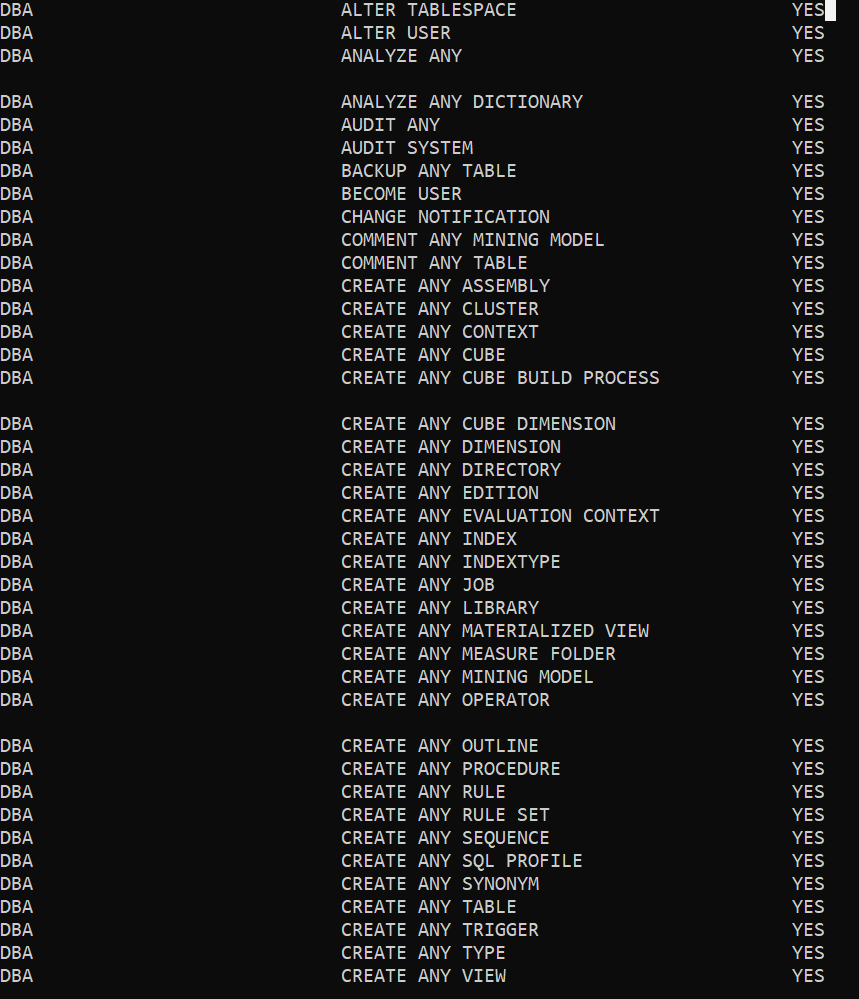 DBA ALTER TABLESPACE YES
DBA ALTER USER YES
DBA ANALYZE ANY YES
DBA ANALYZE ANY DICTIONARY YES
DBA AUDIT ANY YES
DBA AUDIT SYSTEM YES
DBA BACKUP ANY TABLE YES
DBA BECOME USER YES
DBA CHANGE NOTIFICATION YES
DBA COMMENT ANY MINING MODEL YES
DBA COMMENT ANY TABLE YES
DBA CREATE ANY ASSEMBLY YES
DBA CREATE ANY CLUSTER YES
DBA CREATE ANY CONTEXT YES
DBA CREATE ANY CUBE YES
DBA CREATE ANY CUBE BUILD PROCESS YES
DBA CREATE ANY CUBE DIMENSION YES
DBA CREATE ANY DIMENSION YES
DBA CREATE ANY DIRECTORY YES
DBA CREATE ANY EDITION YES
DBA CREATE ANY EVALUATION CONTEXT YES
DBA CREATE ANY INDEX YES
DBA CREATE ANY INDEXTYPE YES
DBA CREATE ANY JOB YES
DBA CREATE ANY LIBRARY YES
DBA CREATE ANY MATERIALIZED VIEW YES
DBA CREATE ANY MEASURE FOLDER YES
DBA CREATE ANY MINING MODEL YES
DBA CREATE ANY OPERATOR YES
DBA CREATE ANY OUTLINE YES
DBA CREATE ANY PROCEDURE YES
DBA CREATE ANY RULE YES
DBA CREATE ANY RULE SET YES
DBA CREATE ANY SEQUENCE YES
DBA CREATE ANY SQL PROFILE YES
DBA CREATE ANY SYNONYM YES
DBA CREATE ANY TABLE YES
DBA CREATE ANY TRIGGER YES
DBA CREATE ANY TYPE YES
DBA CREATE ANY VIEW YES